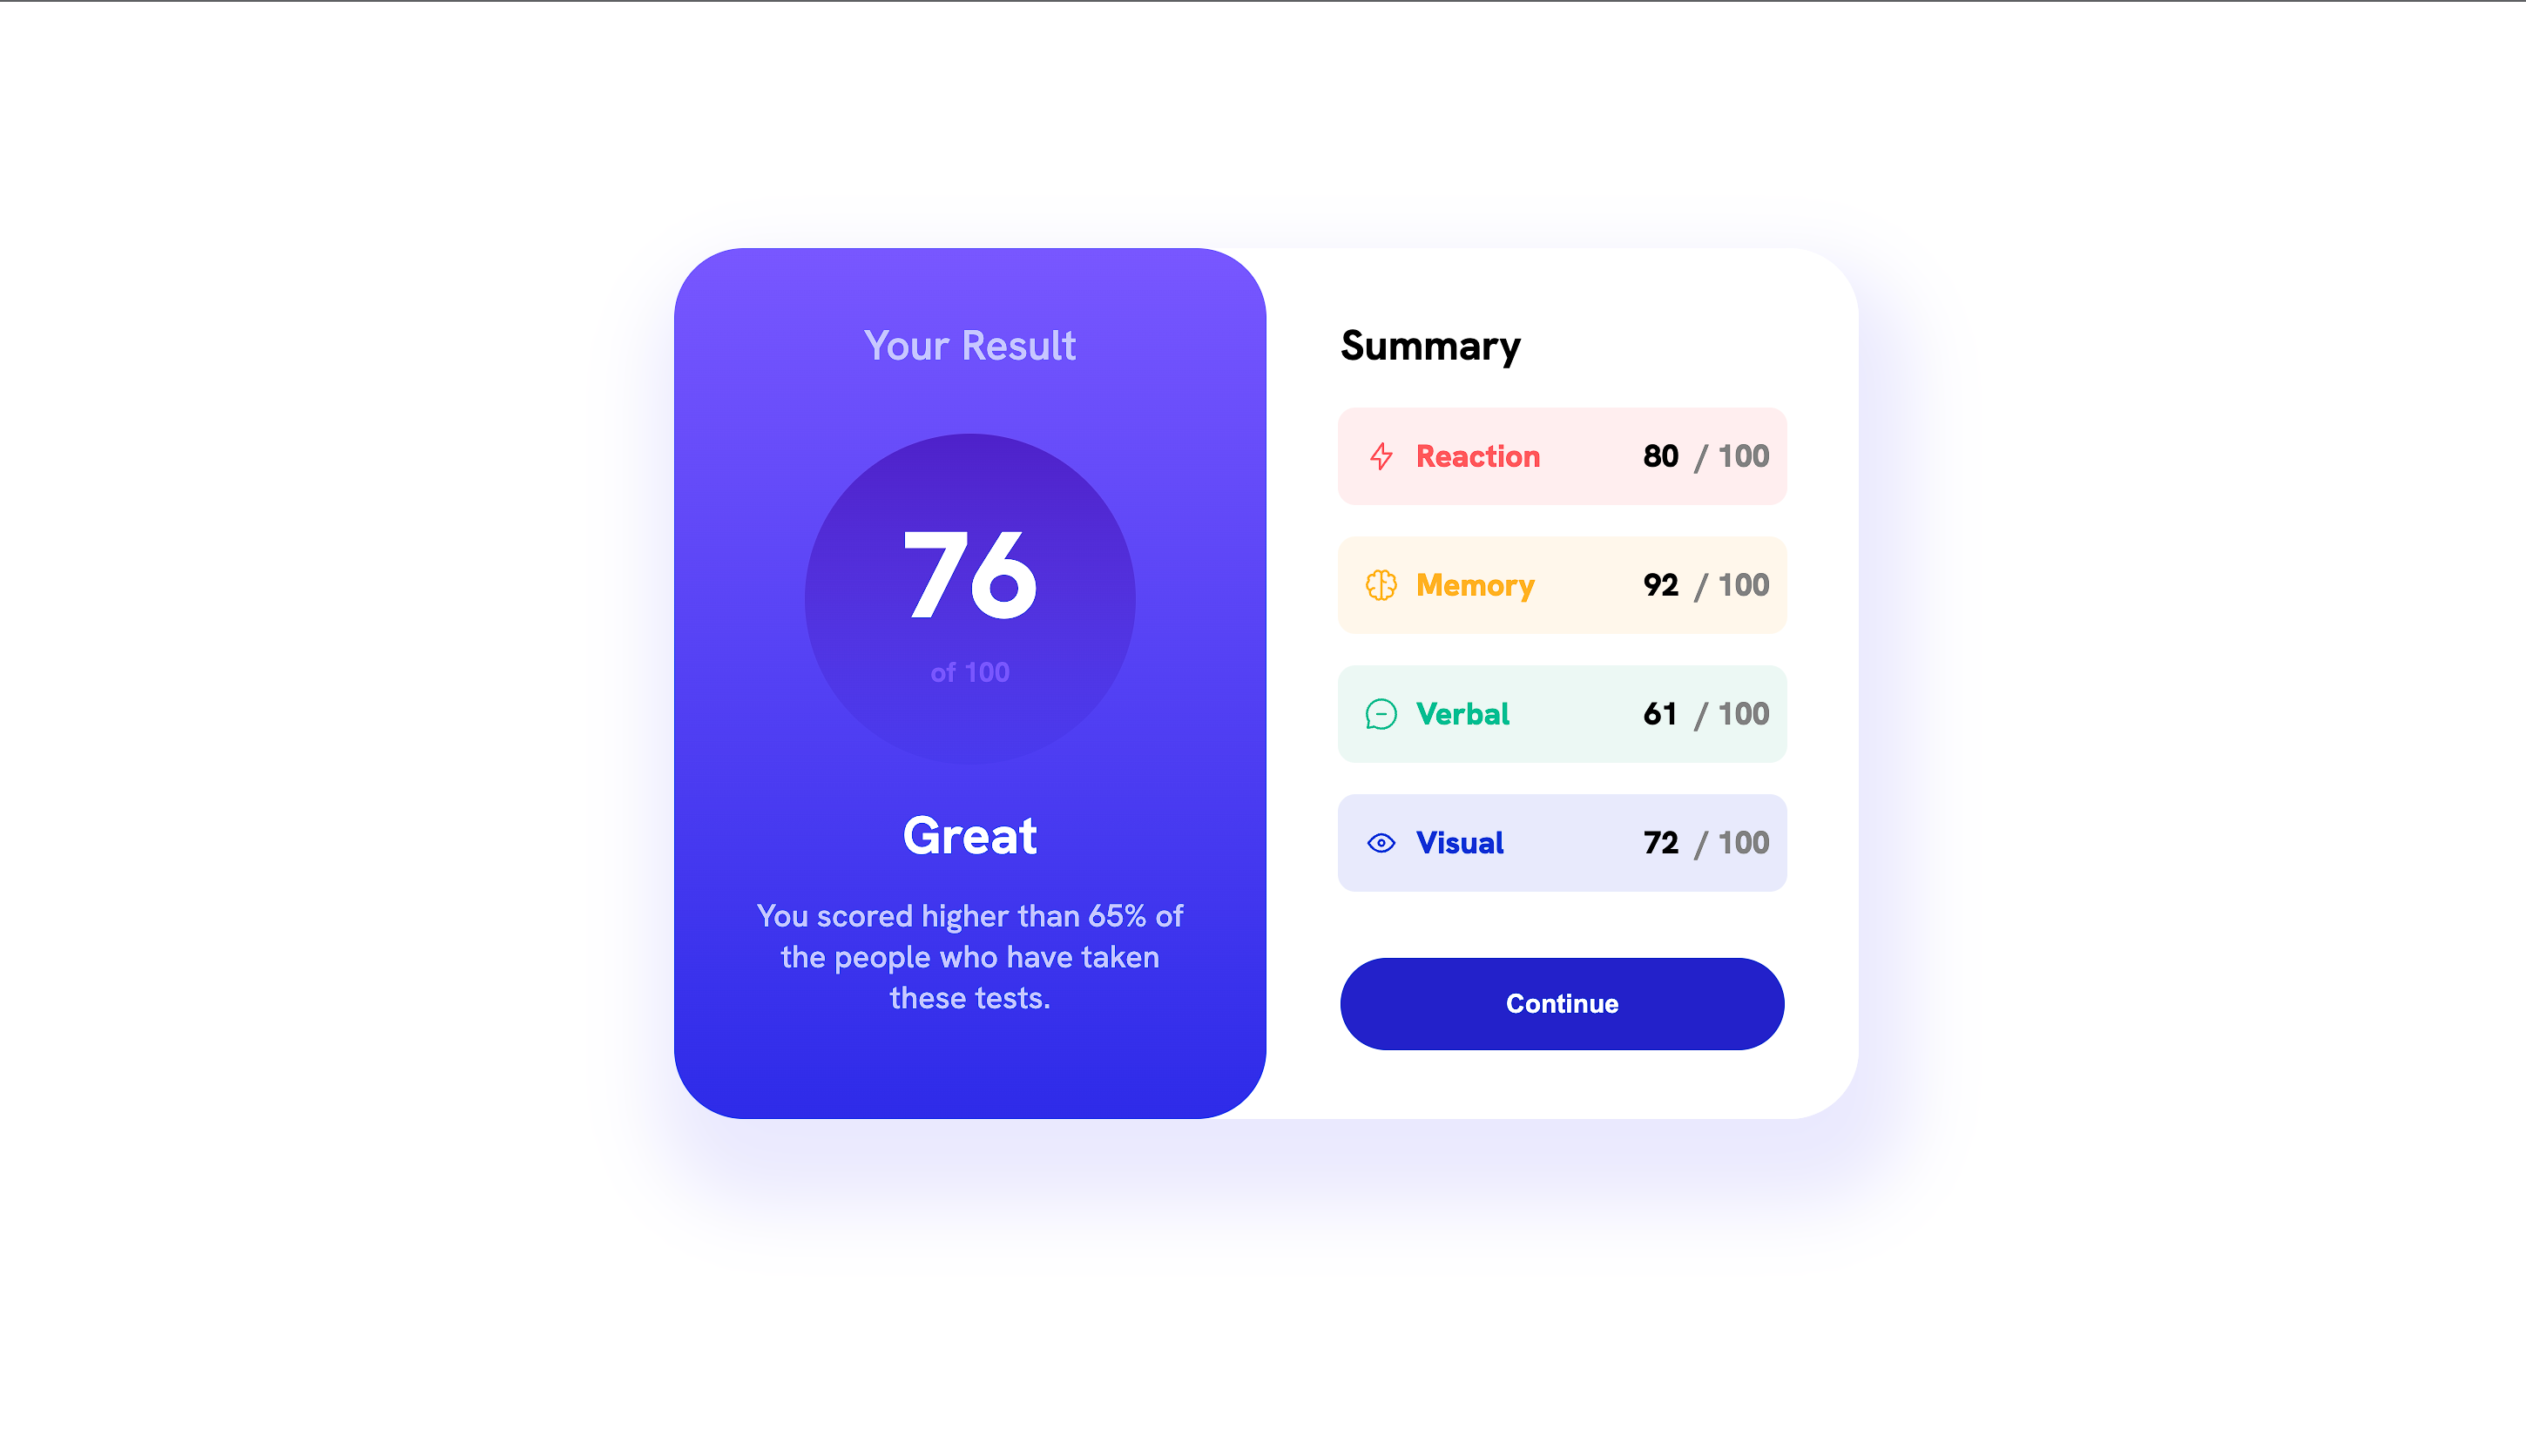 Your Result
76
of 100
Great
You scored higher than 65% of
the people who have taken
these tests.
Summary
Reaction 80 / 100
Memory 92 / 100
Verbal 61 / 100
Visual 72 / 100
Continue